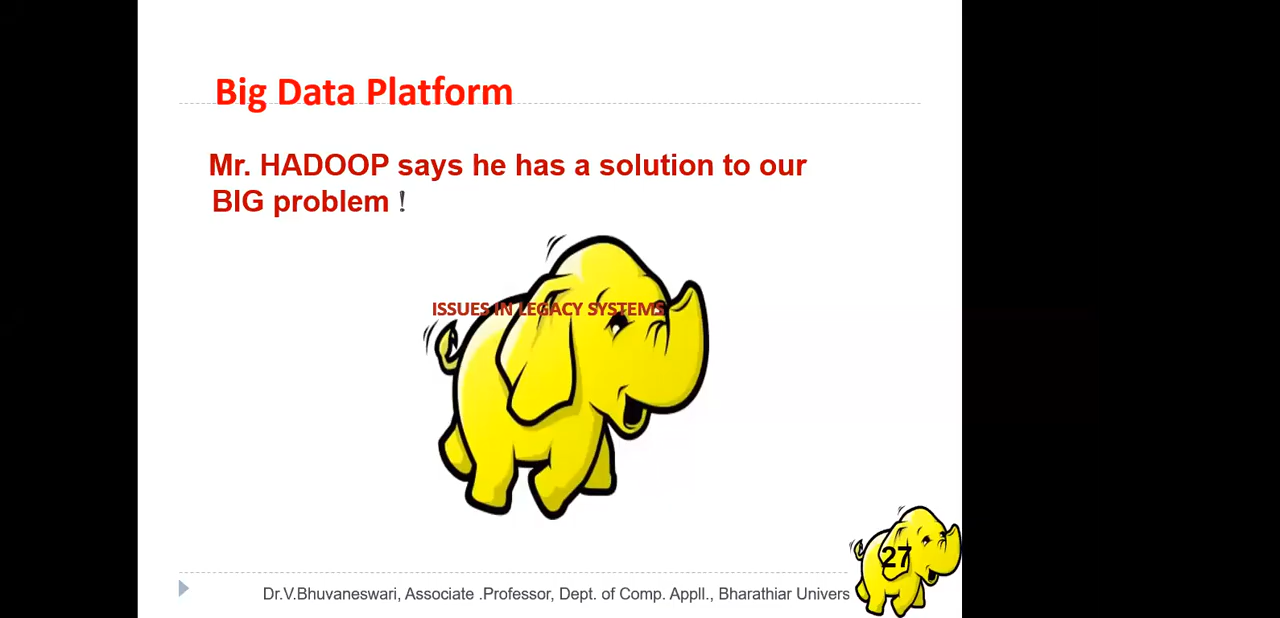 Big Data Platform
Mr. HADOOP says he has a solution to our
BIG problem !
ISSUES IN LEGACY SYSTEMS
27
Dr.V.Bhuvaneswari, Associate .Professor, Dept. of Comp. Appll., Bharathiar Univers